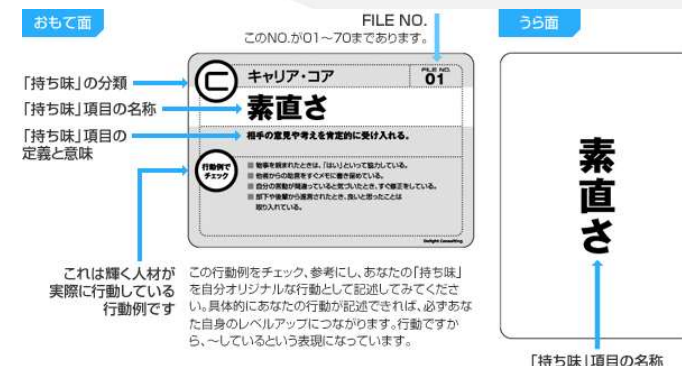 おもて面
FILE NO.
このNO.が01～70まであります。
うら面
「持ち味」の分類
「持ち味」項目の名称
「持ち味」項目の
定義と意味
これは輝く人材が
実際に行動している
行動例です
C
キャリア・コア
FILE NO.
01
素直さ
相手の意見や考えを肯定的に受け入れる。
行動例で
チェック
■ 物事を頼まれたときは、「はい」といって協力している。
■ 他者からの助言をすぐメモに書き留めている。
■ 自分の言動が間違っていると気づいたとき、すぐ修正をしている。
■ 部下や後輩から進言されたとき、良いと思ったことは
取り入れている。
Delight Consulting
この行動例をチェック、参考にし、あなたの「持ち味」
を自分オリジナルな行動として記述してみてくださ
い。具体的にあなたの行動が記述できれば、必ずあな
た自身のレベルアップにつながります。行動ですか
ら、～しているという表現になっています。
素直さ
「持ち味」項目の名称